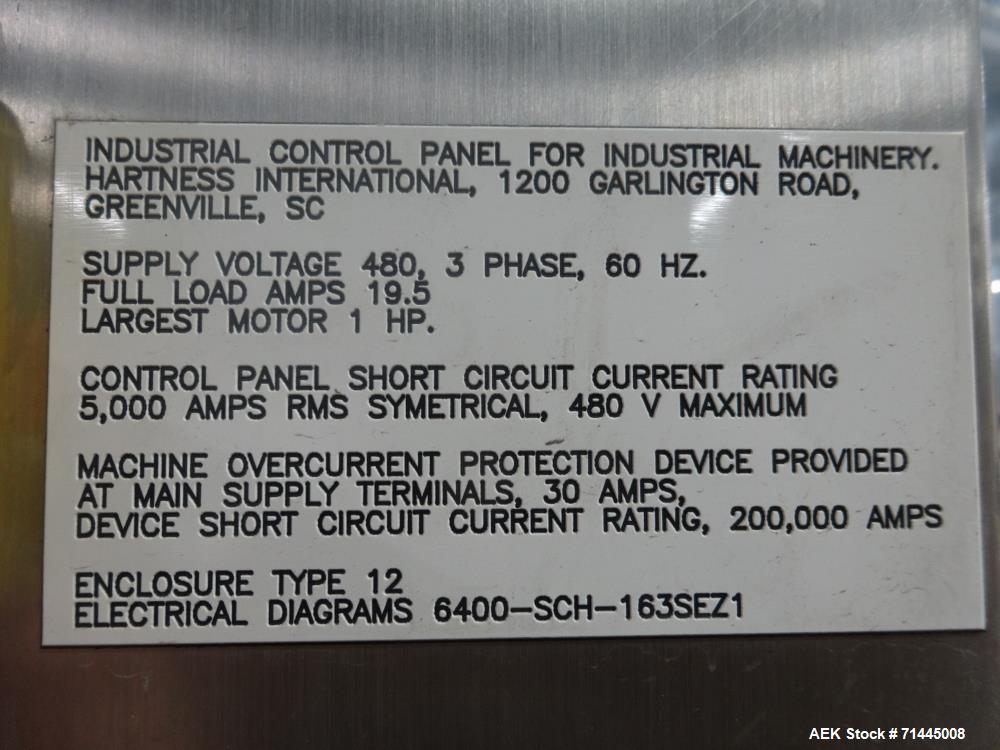 INDUSTRIAL CONTROL PANEL FOR INDUSTRIAL MACHINERY.
HARTNESS INTERNATIONAL, 1200 GARLINGTON ROAD,
GREENVILLE, SC
SUPPLY VOLTAGE 480, 3 PHASE, 60 HZ.
FULL LOAD AMPS 19.5
LARGEST MOTOR 1 HP.
CONTROL PANEL SHORT CIRCUIT CURRENT RATING
5,000 AMPS RMS SYMETRICAL, 480 V MAXIMUM
MACHINE OVERCURRENT PROTECTION DEVICE PROVIDED
AT MAIN SUPPLY TERMINALS, 30 AMPS,
DEVICE SHORT CIRCUIT CURRENT RATING, 200,000 AMPS
ENCLOSURE TYPE 12
ELECTRICAL DIAGRAMS 6400-SCH-163SEZ1
AEK Stock # 71445008